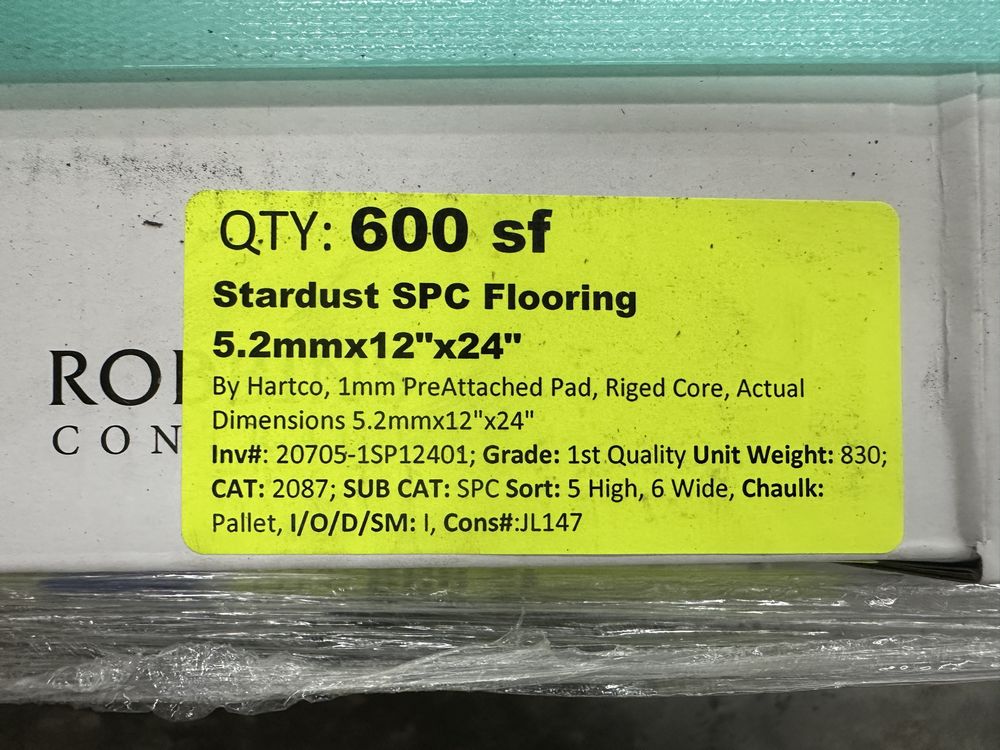 QTY: 600 sf
Stardust SPC Flooring
5.2mmx12"x24"
By Hartco, 1mm PreAttached Pad, Riged Core, Actual
Dimensions 5.2mmx12"x24"
Inv#: 20705-1SP12401; Grade: 1st Quality Unit Weight: 830;
CAT: 2087; SUB CAT: SPC Sort: 5 High, 6 Wide, Chaulk:
Pallet, I/O/D/SM: I, Cons#:JL147
RO
CON